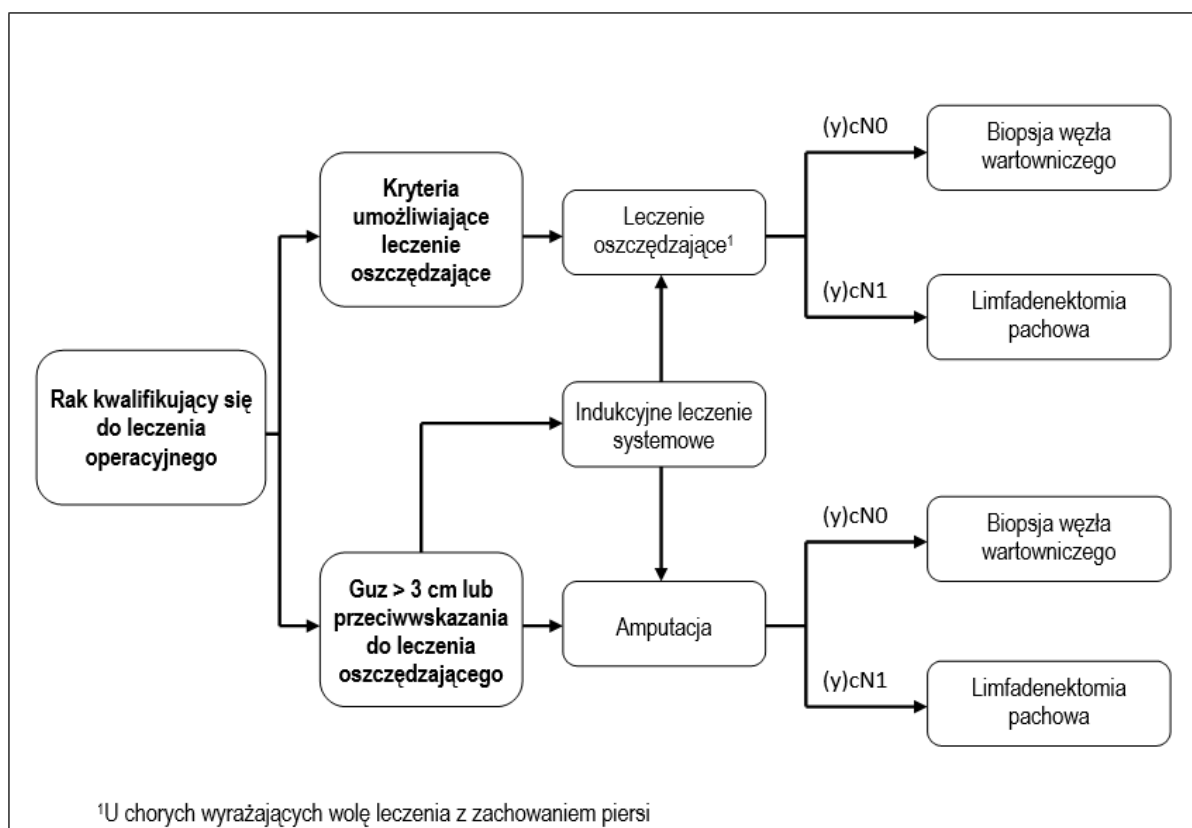 Rak kwalifikujący się
do leczenia
operacyjnego
Kryteria
umożliwiające
leczenie
oszczędzające
Guz > 3 cm lub
przeciwwskazania
do leczenia
oszczędzającego
Leczenie
oszczędzające¹
Indukcyjne leczenie
systemowe
Amputacja
(y)cN0
Biopsja węzła
wartowniczego
(y)cN1
Limfadenektomia
pachowa
(y)cN0
Biopsja węzła
wartowniczego
(y)cN1
Limfadenektomia
pachowa
¹U chorych wyrażających wolę leczenia z zachowaniem piersi